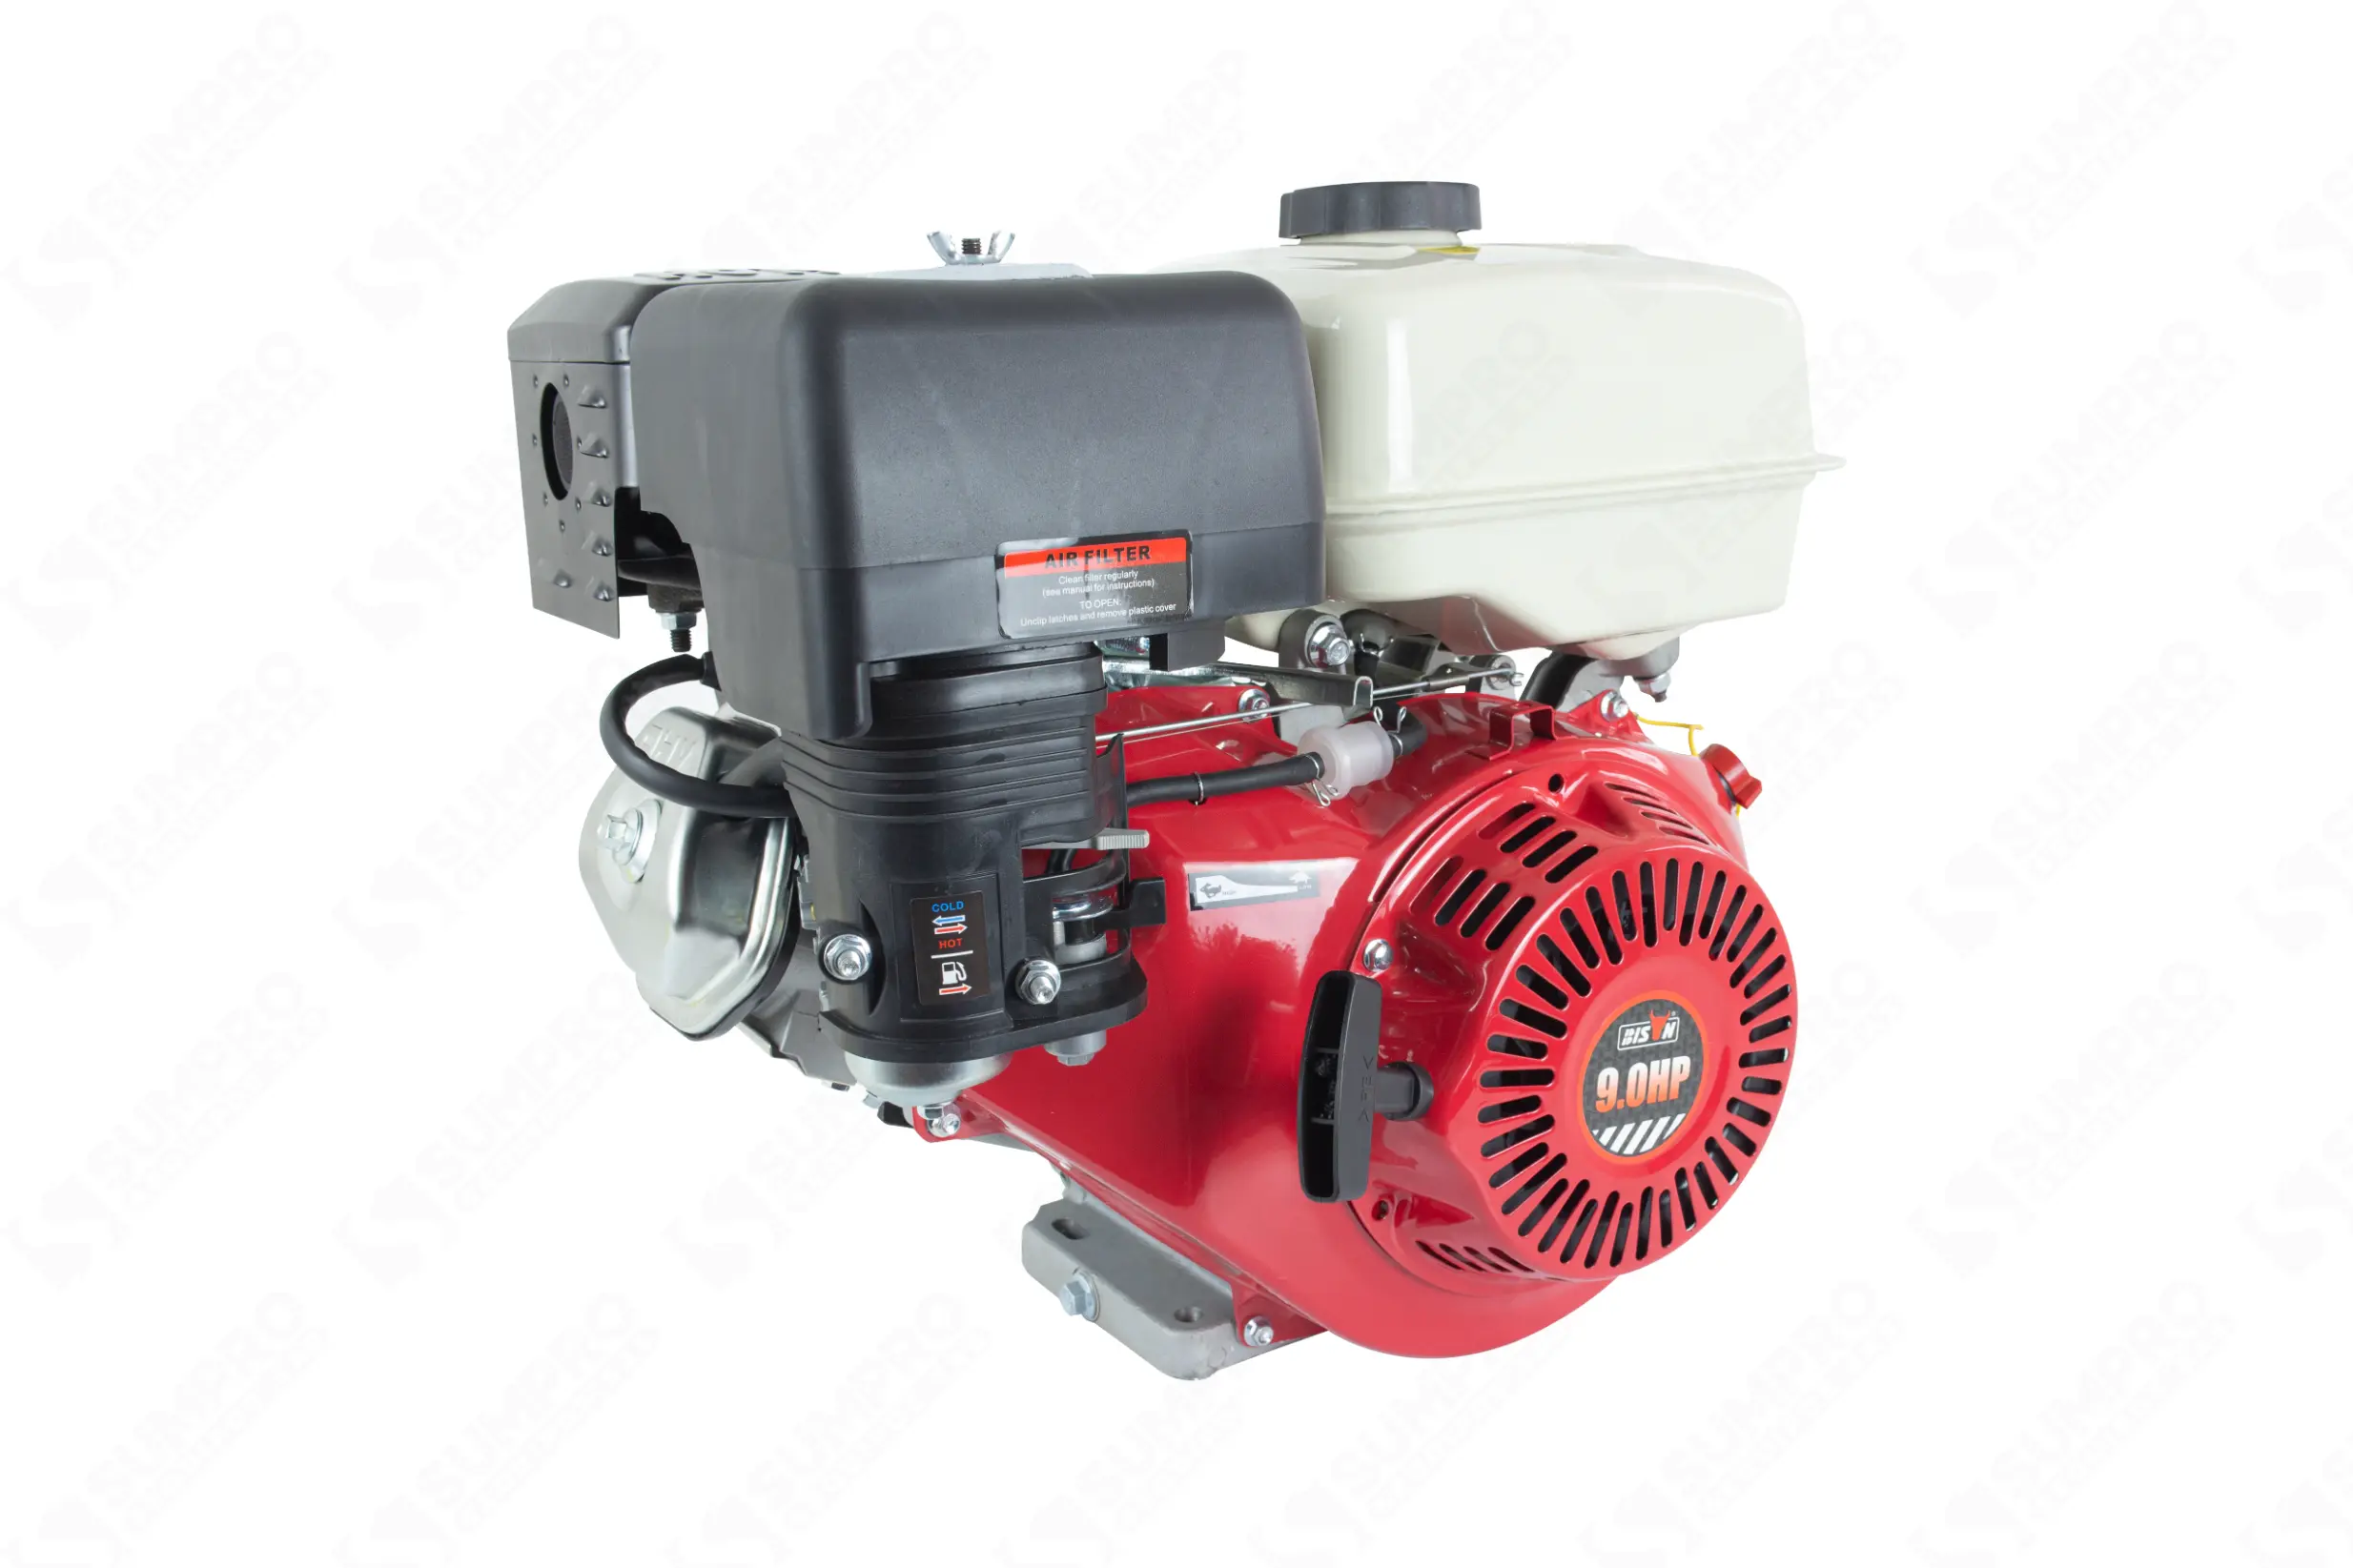 AIR FILTER
Clean filter regularly
(see manual for instructions)
TO OPEN:
Unclip latches and remove plastic cover
OHV
COLD
HOT
BISON
9.0HP
SUMPRO